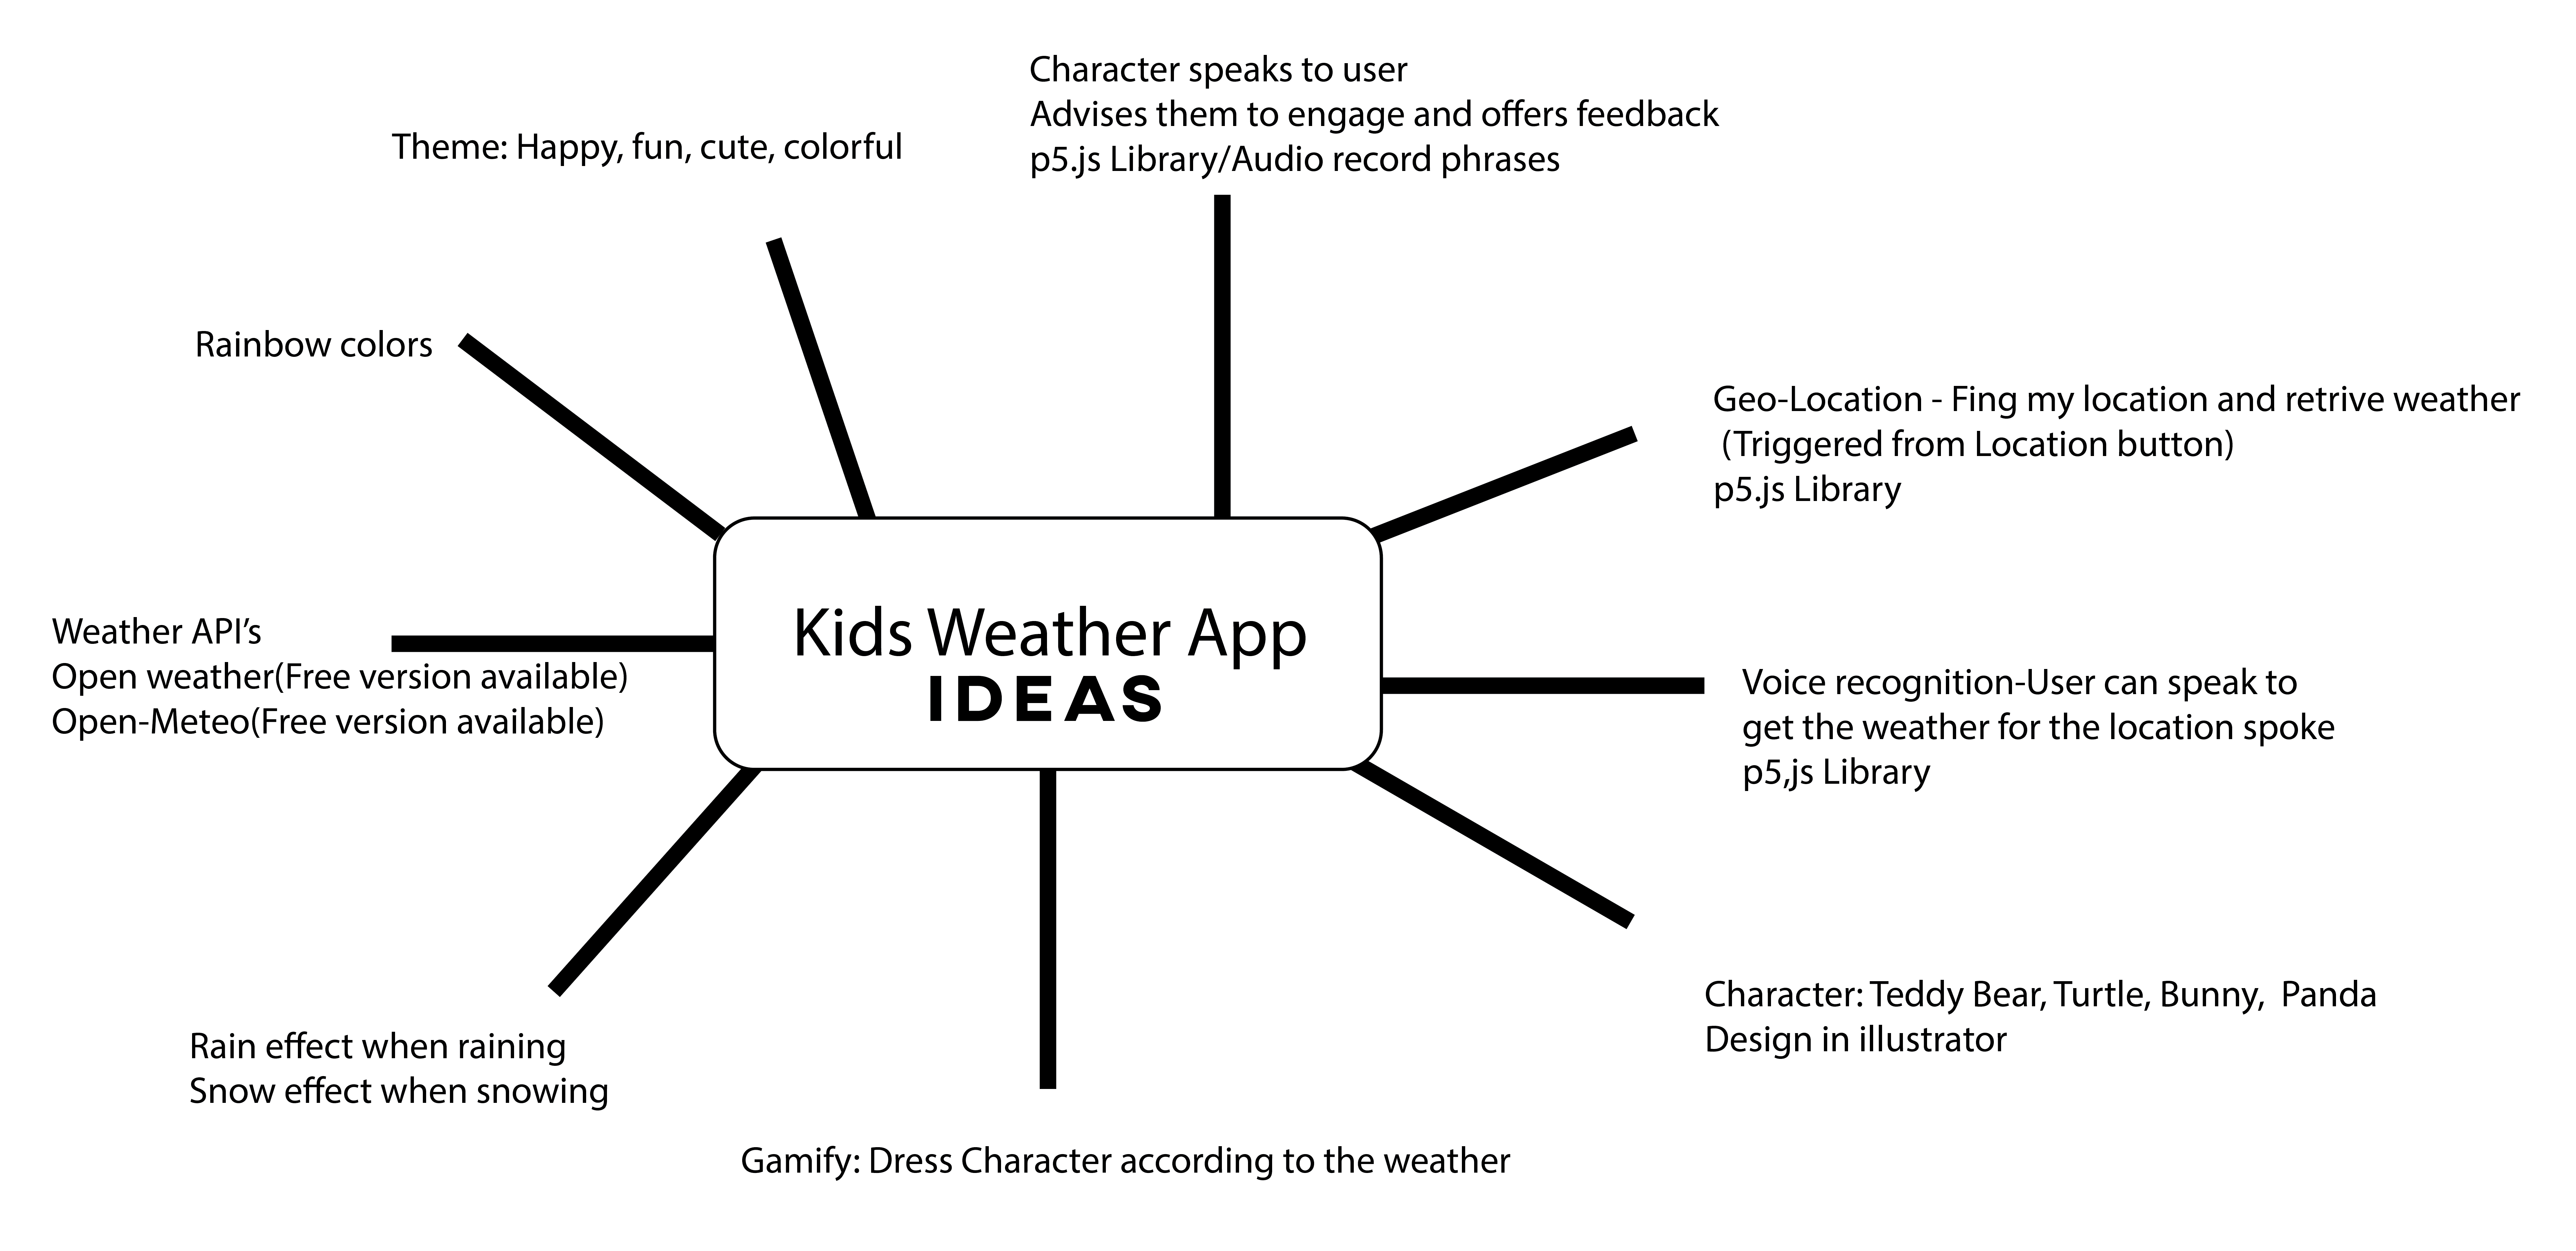 Character speaks to user
Advises them to engage and offers feedback
p5.js Library/Audio record phrases
Theme: Happy, fun, cute, colorful
Rainbow colors
Geo-Location - Fing my location and retrive weather
(Triggered from Location button)
p5.js Library
Weather API’s
Open weather(Free version available)
Open-Meteo(Free version available)
Kids Weather App
IDEAS
Voice recognition-User can speak to
get the weather for the location spoke
p5,js Library
Character: Teddy Bear, Turtle, Bunny,  Panda
Design in illustrator
Rain effect when raining
Snow effect when snowing
Gamify: Dress Character according to the weather